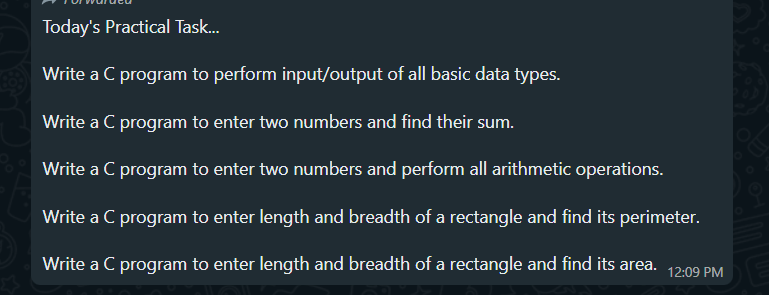 Forwarded
Today's Practical Task...
Write a C program to perform input/output of all basic data types.
Write a C program to enter two numbers and find their sum.
Write a C program to enter two numbers and perform all arithmetic operations.
Write a C program to enter length and breadth of a rectangle and find its perimeter.
Write a C program to enter length and breadth of a rectangle and find its area.
12:09 PM